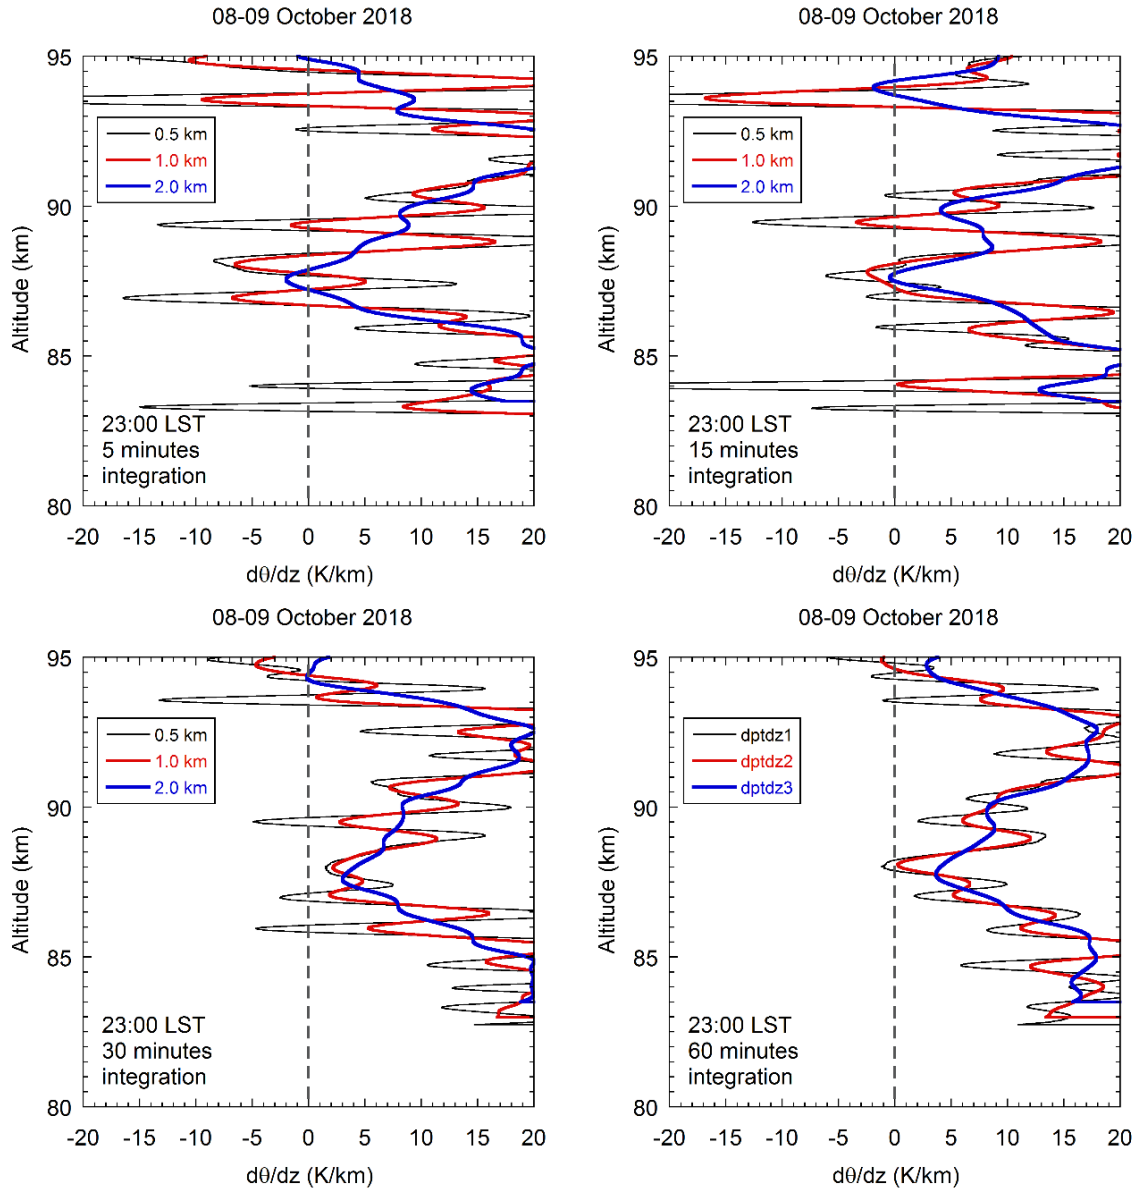 08-09 October 2018
95
90
85
80
Altitude (km)
0.5 km
1.0 km
2.0 km
23:00 LST
5 minutes
integration
-20 -15 -10 -5 0 5 10 15 20
dθ/dz (K/km)
08-09 October 2018
95
90
85
80
Altitude (km)
0.5 km
1.0 km
2.0 km
23:00 LST
15 minutes
integration
-20 -15 -10 -5 0 5 10 15 20
dθ/dz (K/km)
08-09 October 2018
95
90
85
80
Altitude (km)
0.5 km
1.0 km
2.0 km
23:00 LST
30 minutes
integration
-20 -15 -10 -5 0 5 10 15 20
dθ/dz (K/km)
08-09 October 2018
95
90
85
80
Altitude (km)
dptdz1
dptdz2
dptdz3
23:00 LST
60 minutes
integration
-20 -15 -10 -5 0 5 10 15 20
dθ/dz (K/km)